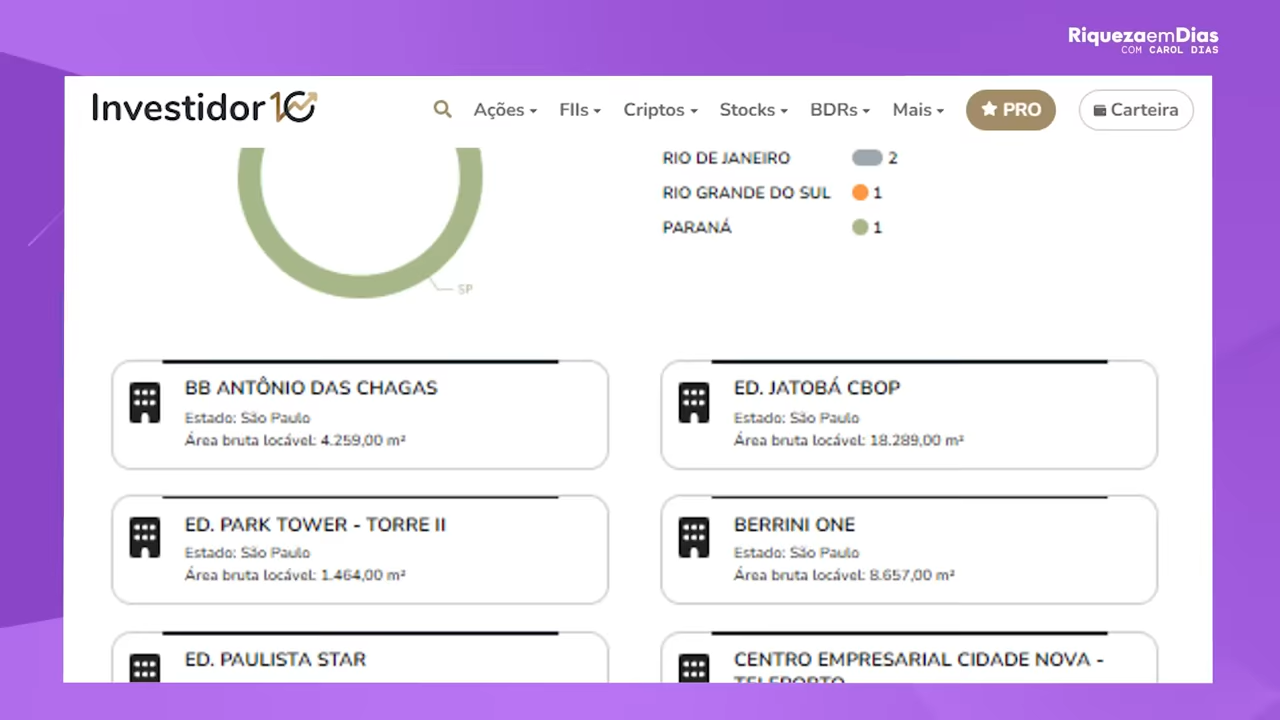 RiquezaemDias
COM CAROL DIAS
Investidor10
Ações
FIIs
Criptos
Stocks
BDRs
Mais
PRO
Carteira
RIO DE JANEIRO 2
RIO GRANDE DO SUL 1
PARANÁ 1
SP
BB ANTÔNIO DAS CHAGAS
Estado: São Paulo
Área bruta locável: 4.259,00 m²
ED. JATOBÁ CBOP
Estado: São Paulo
Área bruta locável: 18.289,00 m²
ED. PARK TOWER - TORRE II
Estado: São Paulo
Área bruta locável: 1.464,00 m²
BERRINI ONE
Estado: São Paulo
Área bruta locável: 8.657,00 m²
ED. PAULISTA STAR
CENTRO EMPRESARIAL CIDADE NOVA -
TELEPORTO